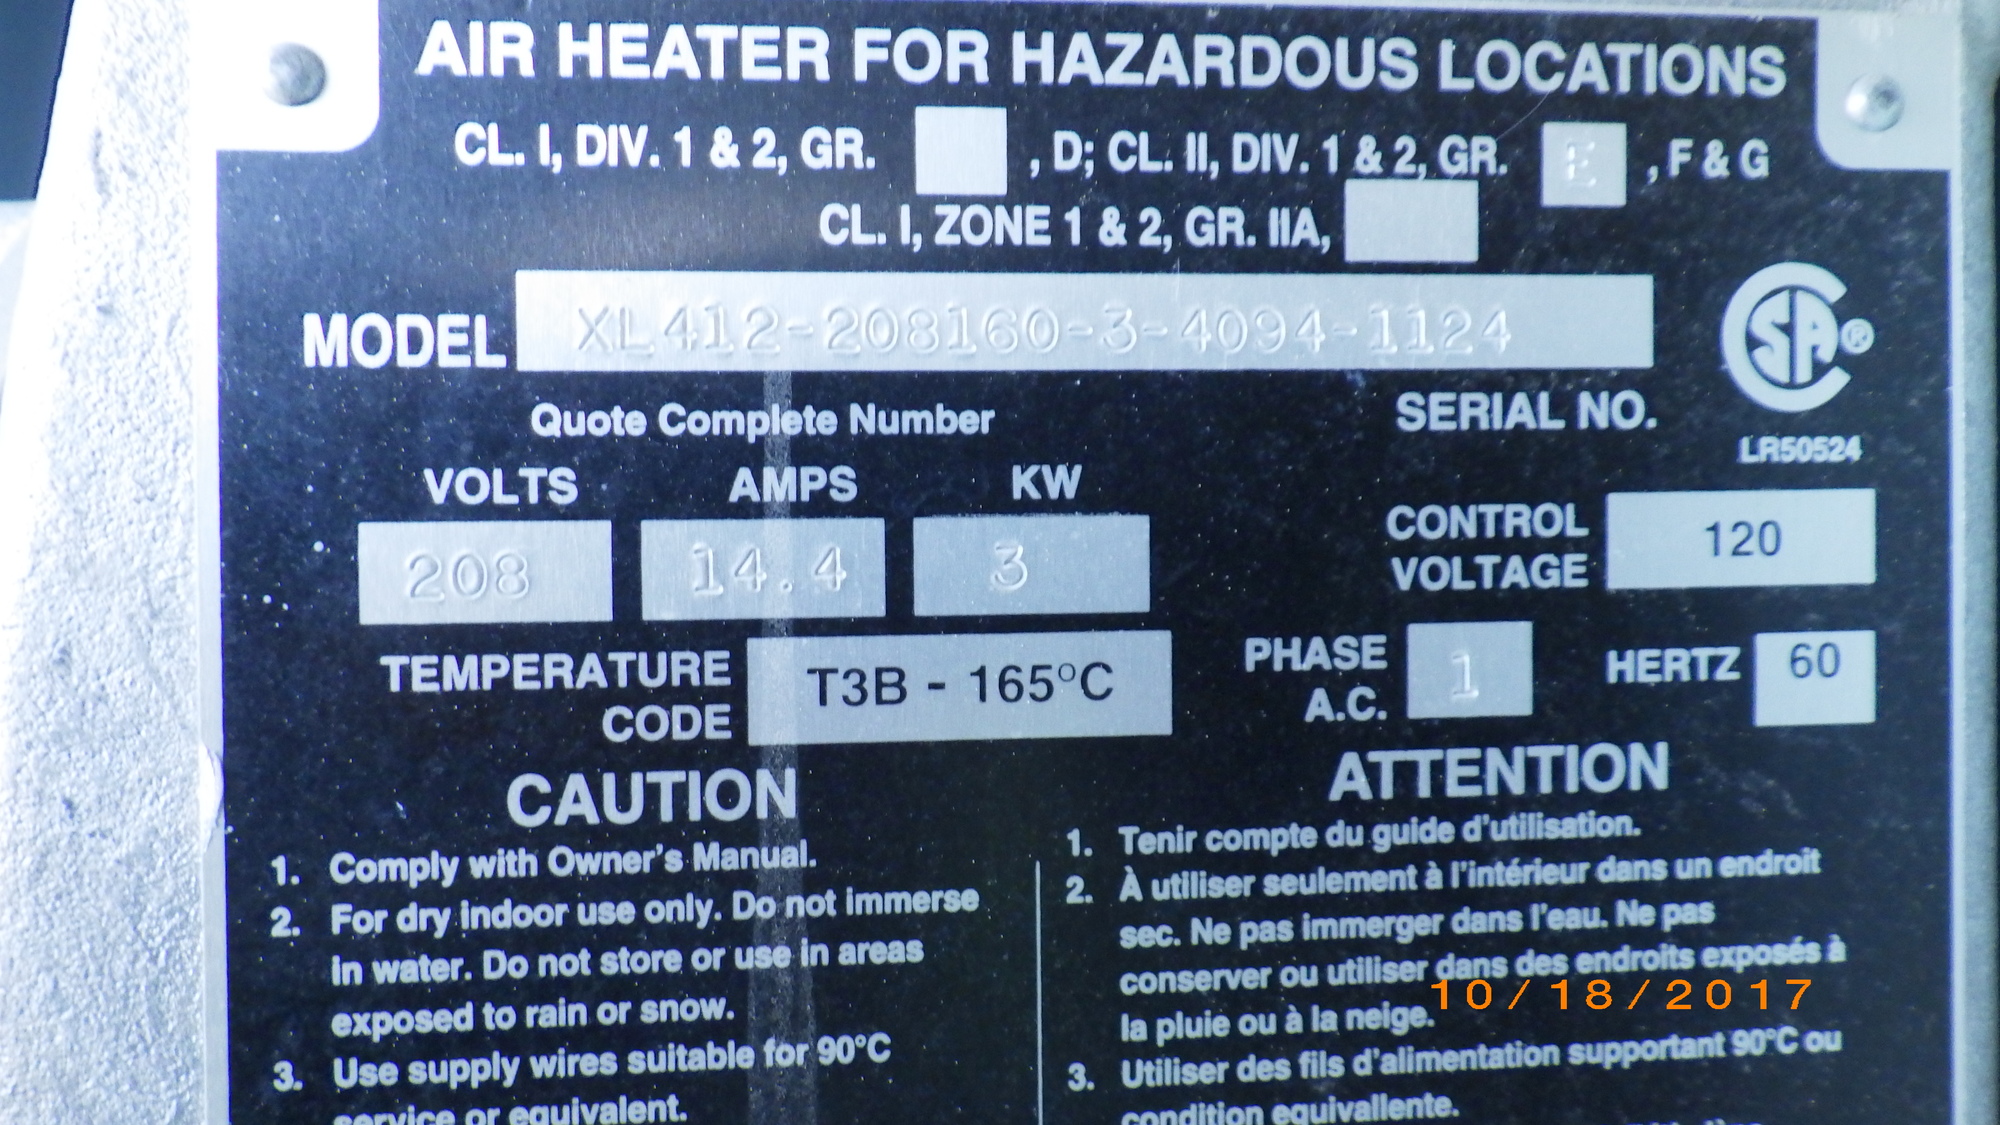 AIR HEATER FOR HAZARDOUS LOCATIONS
CL. I, DIV. 1 & 2, GR. , D; CL. II, DIV. 1 & 2, GR. E , F & G
CL. I, ZONE 1 & 2, GR. IIA,
MODEL XL412-208160-3-4094-1124
SA ®
Quote Complete Number SERIAL NO.
LR50524
VOLTS AMPS KW
208 14.4 3
CONTROL VOLTAGE 120
TEMPERATURE CODE T3B - 165°C
PHASE A.C. 1 HERTZ 60
CAUTION
1. Comply with Owner's Manual.
2. For dry indoor use only. Do not immerse
in water. Do not store or use in areas
exposed to rain or snow.
3. Use supply wires suitable for 90°C
service or equivalent.
ATTENTION
1. Tenir compte du guide d'utilisation.
2. À utiliser seulement à l'intérieur dans un endroit
sec. Ne pas immerger dans l'eau. Ne pas
conserver ou utiliser dans des endroits exposés à
la pluie ou à la neige.
3. Utiliser des fils d'alimentation supportant 90°C ou
condition equivallente.
10/18/2017